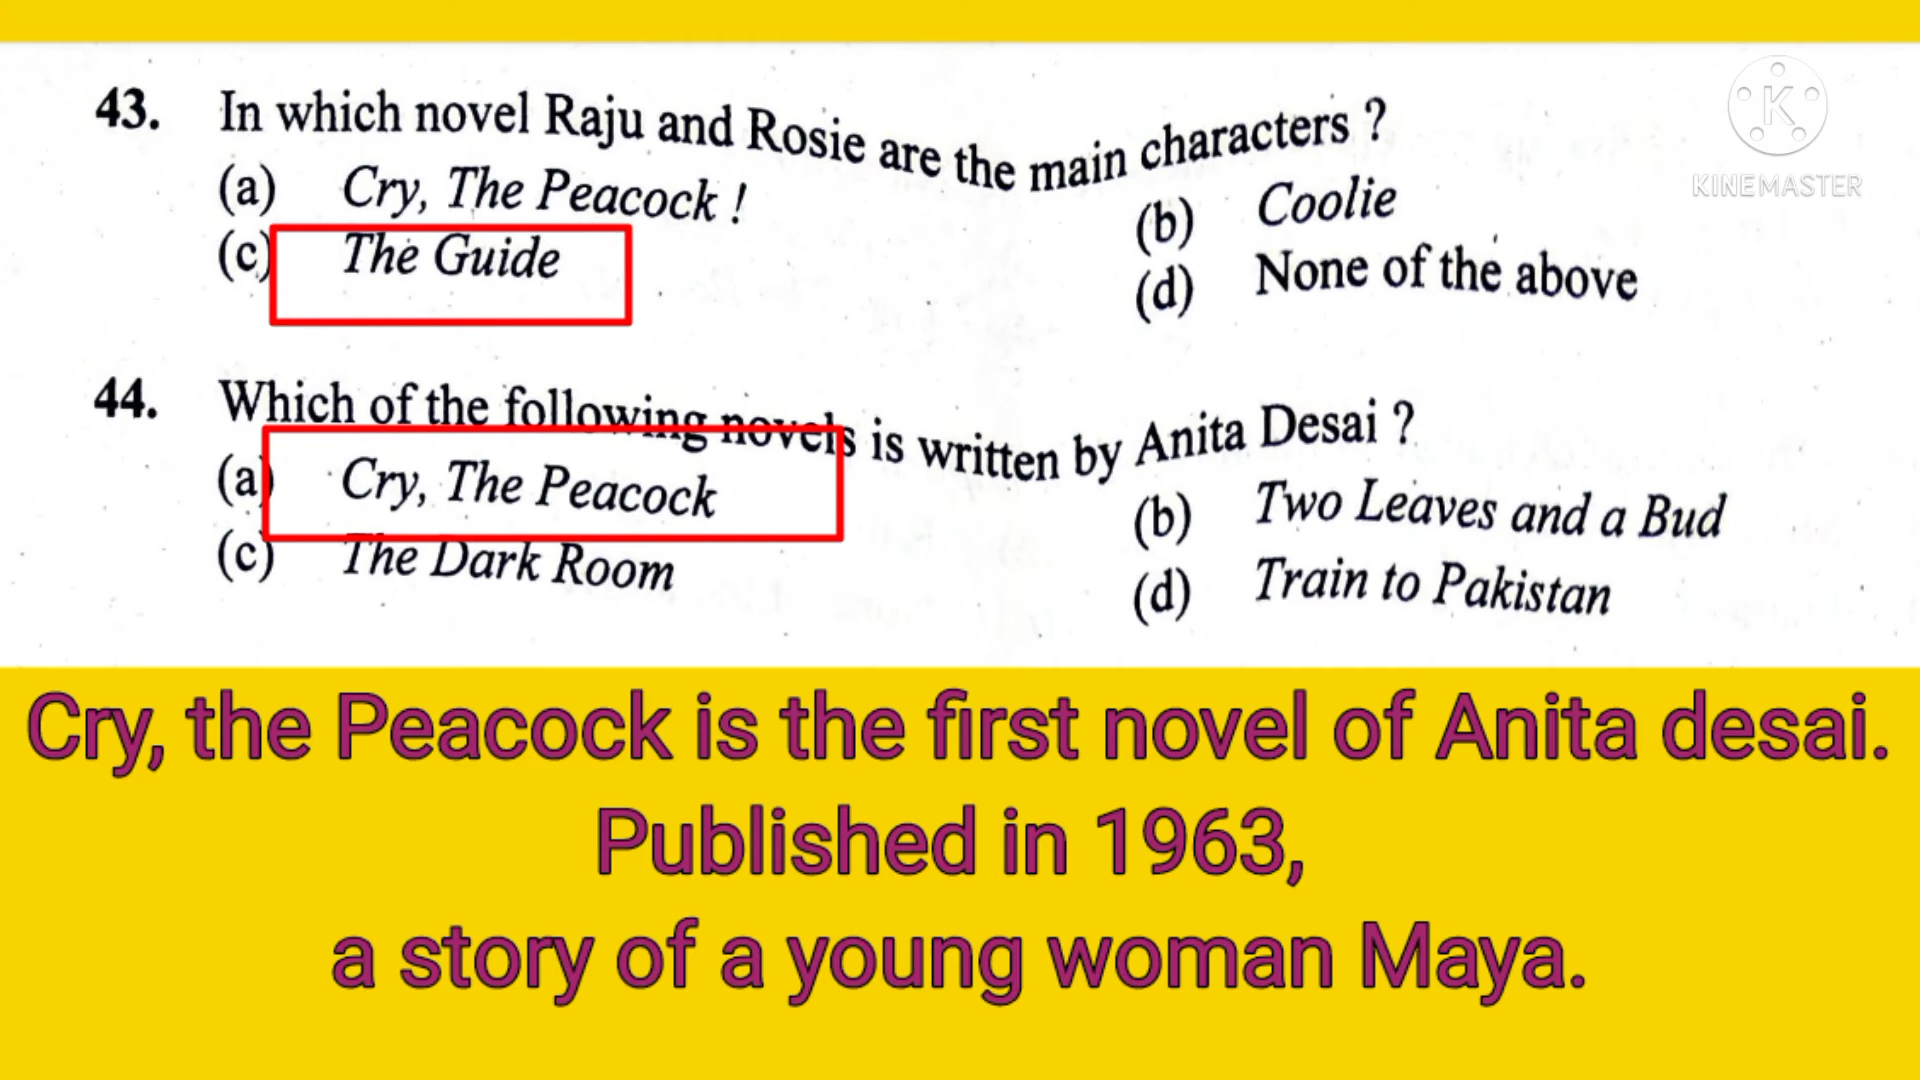 43. In which novel Raju and Rosie are the main characters ?
(a) Cry, The Peacock ! (b) Coolie
(c) The Guide (d) None of the above
44. Which of the following novels is written by Anita Desai ?
(a) Cry, The Peacock (b) Two Leaves and a Bud
(c) The Dark Room (d) Train to Pakistan
Cry, the Peacock is the first novel of Anita desai.
Published in 1963,
a story of a young woman Maya.
K
KINEMASTER